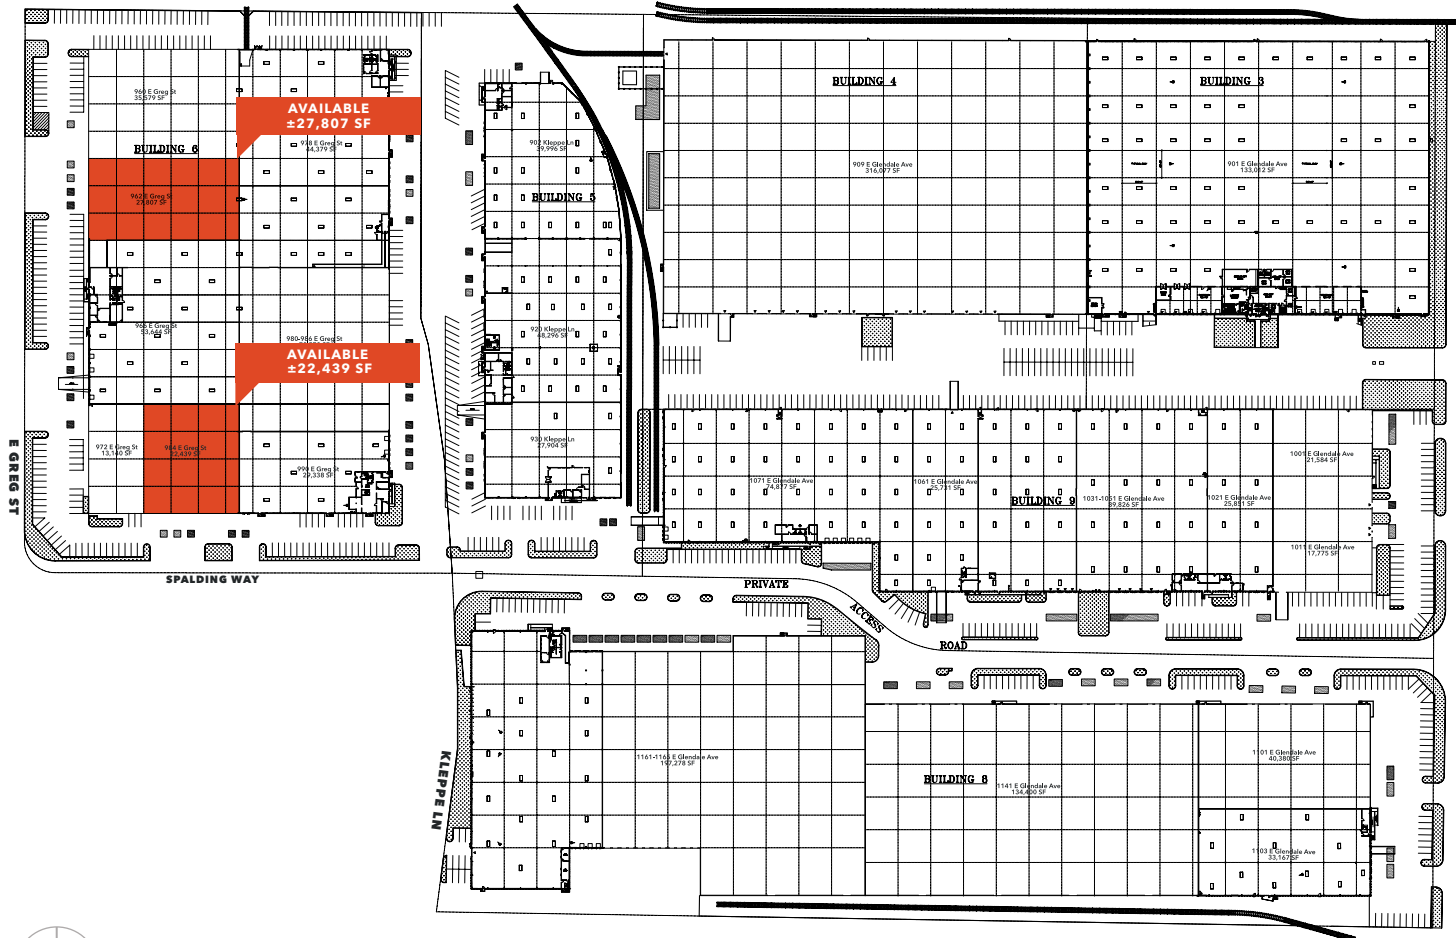 960 E Greg St
35,579 SF
AVAILABLE
±27,807 SF
978 E Greg St
44,379 SF
BUILDING 6
962 E Greg St
27,807 SF
966 E Greg St
53,644 SF
980-986 E Greg St
AVAILABLE
±22,439 SF
972 E Greg St
13,140 SF
984 E Greg St
22,439 SF
990 E Greg St
29,338 SF
E GREG ST
SPALDING WAY
902 Kleppe Ln
39,996 SF
BUILDING 5
920 Kleppe Ln
48,296 SF
930 Kleppe Ln
27,904 SF
BUILDING 4
909 E Glendale Ave
316,077 SF
BUILDING 3
901 E Glendale Ave
133,012 SF
1071 E Glendale Ave
74,877 SF
1061 E Glendale Ave
25,731 SF
BUILDING 9
1031-1051 E Glendale Ave
89,826 SF
1021 E Glendale Ave
25,851 SF
1001 E Glendale Ave
21,584 SF
1011 E Glendale Ave
17,775 SF
PRIVATE
ACCESS
ROAD
KLEPPE LN
1161-1165 E Glendale Ave
197,278 SF
BUILDING 8
1141 E Glendale Ave
134,400 SF
1101 E Glendale Ave
40,380 SF
1103 E Glendale Ave
33,167 SF